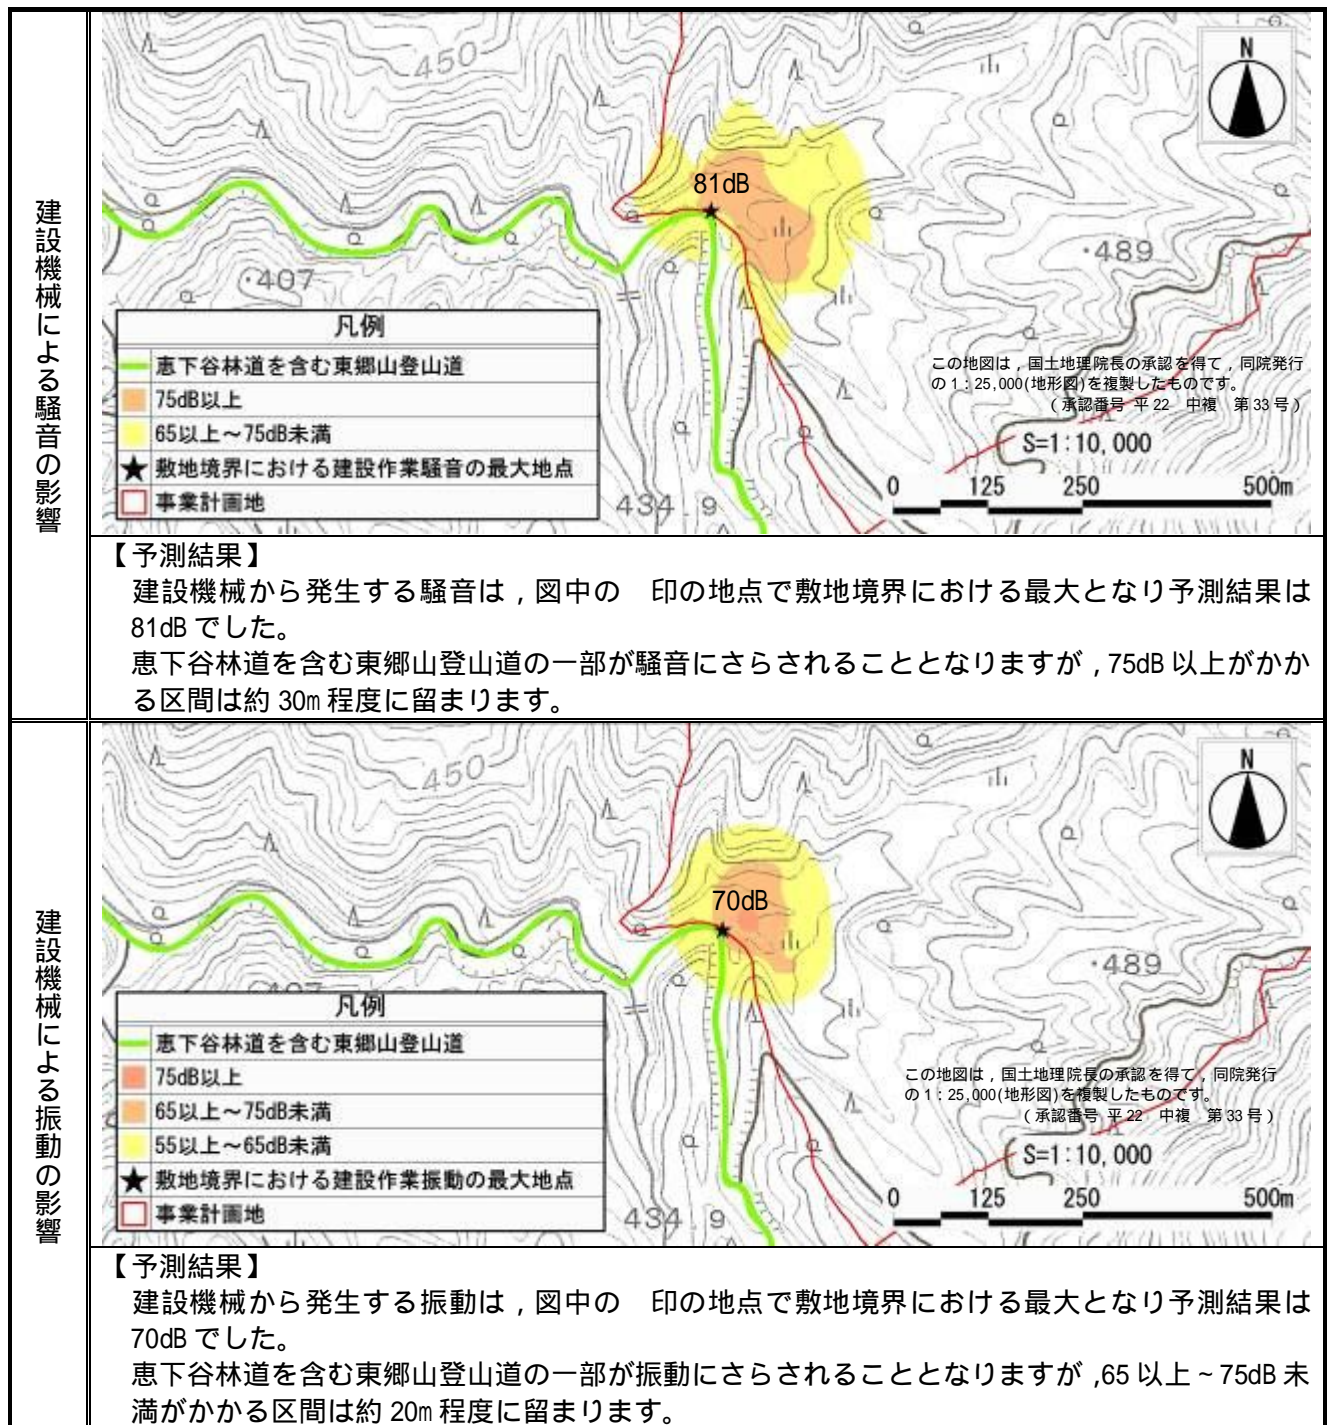 建設機械による騒音の影響
450
N
81dB
・407
・489
凡例
恵下谷林道を含む東郷山登山道
75dB以上
65以上～75dB未満
★ 敷地境界における建設作業騒音の最大地点
事業計画地
434.9
この地図は，国土地理院長の承認を得て，同院発行
の1：25,000(地形図)を複製したものです。
（承認番号 平22　中複　第33号）
S=1:10,000
0 125 250 500m
【予測結果】
建設機械から発生する騒音は，図中の　印の地点で敷地境界における最大となり予測結果は
81dBでした。
恵下谷林道を含む東郷山登山道の一部が騒音にさらされることとなりますが，75dB以上がかか
る区間は約30m程度に留まります。
建設機械による振動の影響
450
N
70dB
・489
凡例
恵下谷林道を含む東郷山登山道
75dB以上
65以上～75dB未満
55以上～65dB未満
★ 敷地境界における建設作業振動の最大地点
事業計画地
434.9
この地図は，国土地理院長の承認を得て，同院発行
の1：25,000(地形図)を複製したものです。
（承認番号 平22　中複　第33号）
S=1:10,000
0 125 250 500m
【予測結果】
建設機械から発生する振動は，図中の　印の地点で敷地境界における最大となり予測結果は
70dBでした。
恵下谷林道を含む東郷山登山道の一部が振動にさらされることとなりますが，65以上～75dB未
満がかかる区間は約20m程度に留まります。